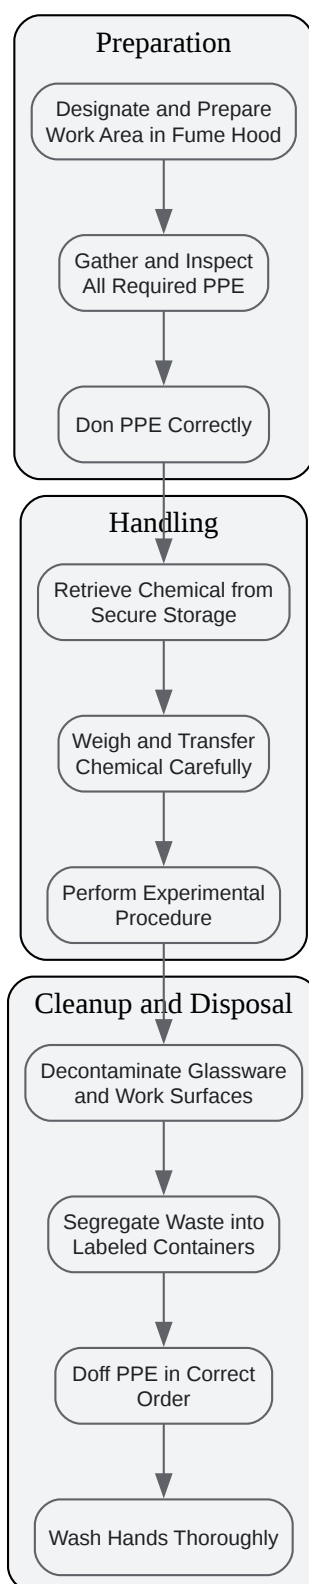 Preparation
Designate and Prepare
Work Area in Fume Hood
Gather and Inspect
All Required PPE
Don PPE Correctly
Handling
Retrieve Chemical from
Secure Storage
Weigh and Transfer
Chemical Carefully
Perform Experimental
Procedure
Cleanup and Disposal
Decontaminate Glassware
and Work Surfaces
Segregate Waste into
Labeled Containers
Doff PPE in Correct
Order
Wash Hands Thoroughly